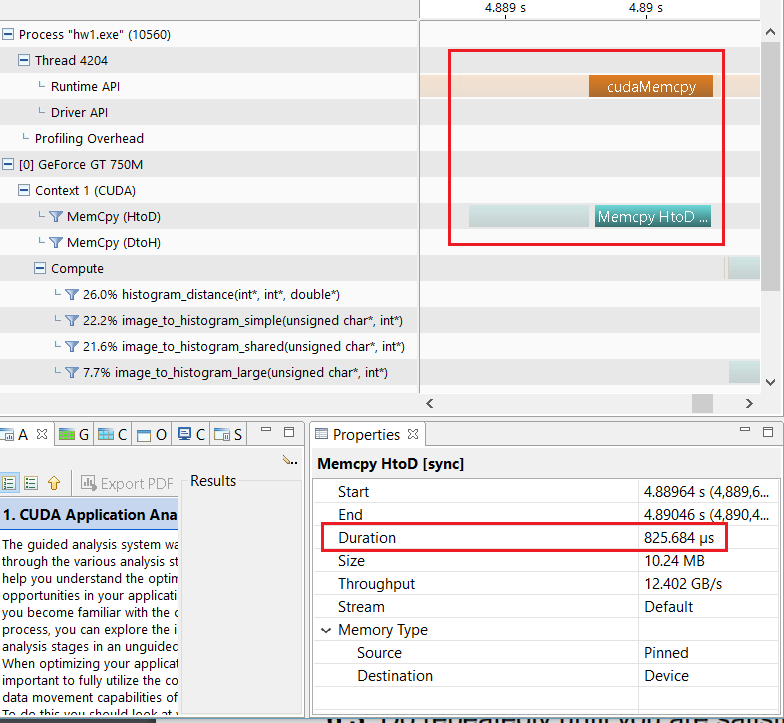 4.889 s 4.89 s
Process "hw1.exe" (10560)
Thread 4204
Runtime API
cudaMemcpy
Driver API
Profiling Overhead
[0] GeForce GT 750M
Context 1 (CUDA)
MemCpy (HtoD)
Memcpy HtoD ...
MemCpy (DtoH)
Compute
26.0% histogram_distance(int*, int*, double*)
22.2% image_to_histogram_simple(unsigned char*, int*)
21.6% image_to_histogram_shared(unsigned char*, int*)
7.7% image_to_histogram_large(unsigned char*, int*)
A G C O C S
Export PDF
1. CUDA Application Ana
The guided analysis system wa
through the various analysis st
help you understand the optim
opportunities in your applicati
you become familiar with the o
process, you can explore the i
analysis stages in an unguided
When optimizing your applicat
important to fully utilize the co
data movement capabilities of
To do this you should look at
Results
Properties
Memcpy HtoD [sync]
Start 4.88964 s (4,889,6...
End 4.89046 s (4,890,4...
Duration 825.684 µs
Size 10.24 MB
Throughput 12.402 GB/s
Stream Default
Memory Type
Source Pinned
Destination Device